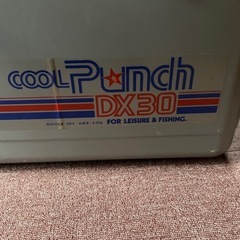 COOL Punch
DX30
FOR LEISURE & FISHING.